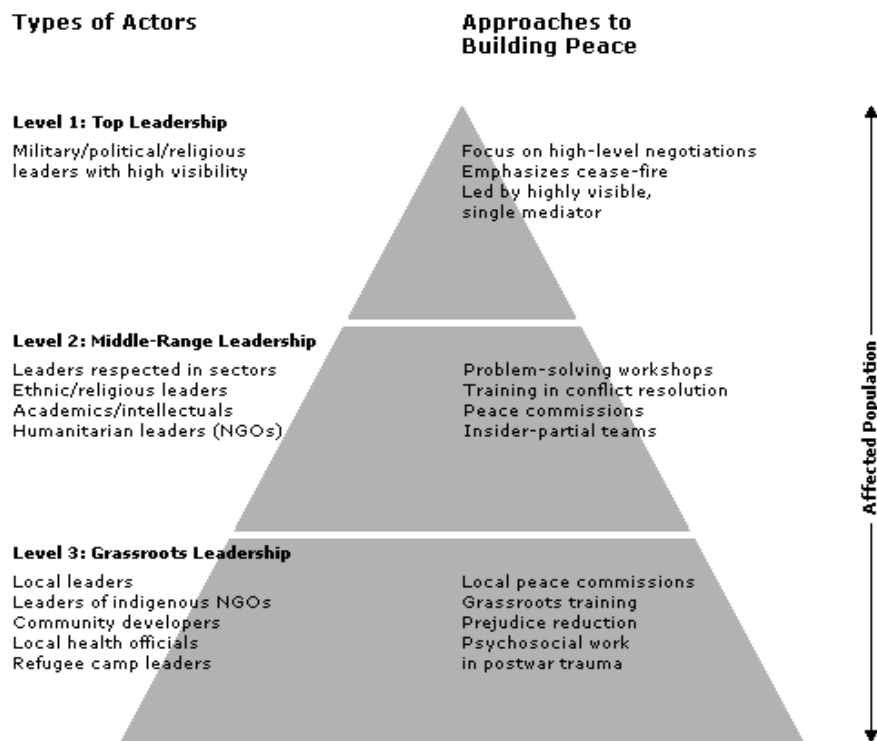 Types of Actors
Approaches to
Building Peace
Level 1: Top Leadership
Military/political/religious
leaders with high visibility
Focus on high-level negotiations
Emphasizes cease-fire
Led by highly visible,
single mediator
Level 2: Middle-Range Leadership
Leaders respected in sectors
Ethnic/religious leaders
Academics/intellectuals
Humanitarian leaders (NGOs)
Problem-solving workshops
Training in conflict resolution
Peace commissions
Insider-partial teams
Level 3: Grassroots Leadership
Local leaders
Leaders of indigenous NGOs
Community developers
Local health officials
Refugee camp leaders
Local peace commissions
Grassroots training
Prejudice reduction
Psychosocial work
in postwar trauma
Affected Population